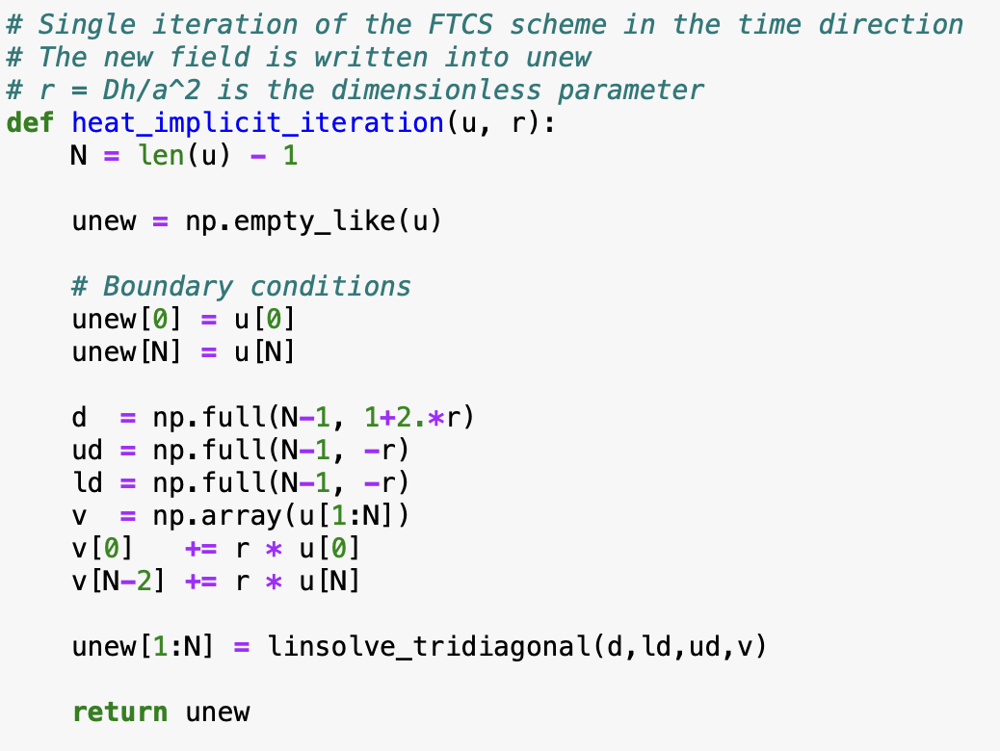 # Single iteration of the FTCS scheme in the time direction
# The new field is written into unew
# r = Dh/a^2 is the dimensionless parameter
def heat_implicit_iteration(u, r):
    N = len(u) - 1

    unew = np.empty_like(u)

    # Boundary conditions
    unew[0] = u[0]
    unew[N] = u[N]

    d  = np.full(N-1, 1+2.*r)
    ud = np.full(N-1, -r)
    ld = np.full(N-1, -r)
    v  = np.array(u[1:N])
    v[0]   += r * u[0]
    v[N-2] += r * u[N]

    unew[1:N] = linsolve_tridiagonal(d,ld,ud,v)

    return unew